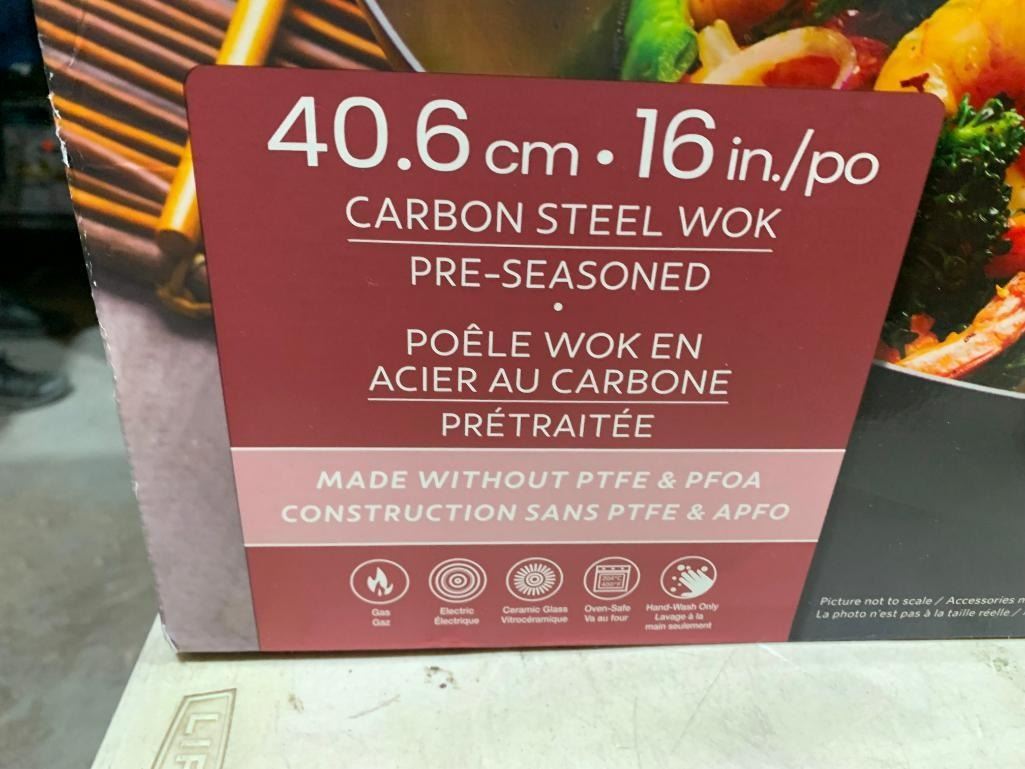 40.6 cm • 16 in./po
CARBON STEEL WOK
PRE-SEASONED
•
POÊLE WOK EN
ACIER AU CARBONE
PRÉTRAITÉE
MADE WITHOUT PTFE & PFOA
CONSTRUCTION SANS PTFE & APFO
204°C
400°F
Gas
Gaz
Electric
Électrique
Ceramic Glass
Vitrocéramique
Oven-Safe
Va au four
Hand-Wash Only
Lavage à la
main seulement
Picture not to scale / Accessories
La photo n'est pas à la taille réelle /